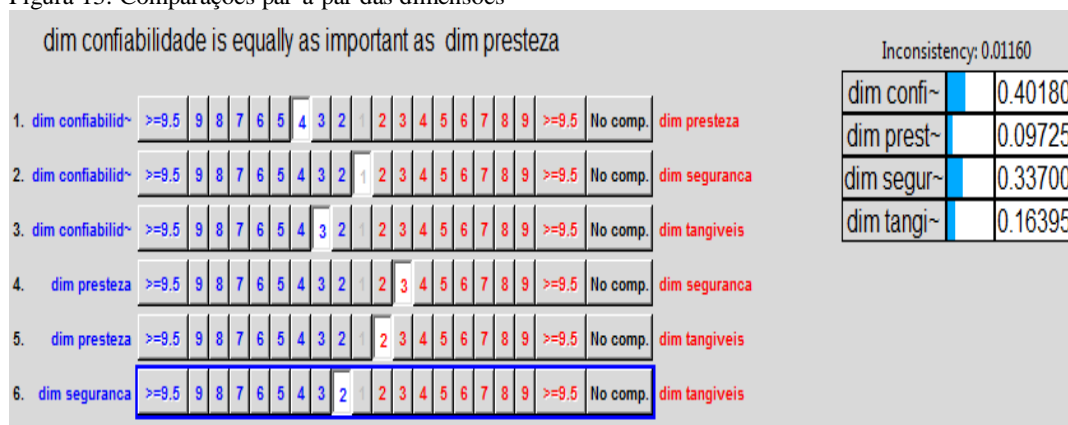 Figura 13: Comparações par a par das dimensões
dim confiabilidade is equally as important as dim presteza
Inconsistency: 0.01160
dim confi~ 0.40180
dim prest~ 0.09725
dim segur~ 0.33700
dim tangi~ 0.16395
1. dim confiabilid~ >=9.5 9 8 7 6 5 4 3 2 1 2 3 4 5 6 7 8 9 >=9.5 No comp. dim presteza
2. dim confiabilid~ >=9.5 9 8 7 6 5 4 3 2 1 2 3 4 5 6 7 8 9 >=9.5 No comp. dim seguranca
3. dim confiabilid~ >=9.5 9 8 7 6 5 4 3 2 1 2 3 4 5 6 7 8 9 >=9.5 No comp. dim tangiveis
4. dim presteza >=9.5 9 8 7 6 5 4 3 2 1 2 3 4 5 6 7 8 9 >=9.5 No comp. dim seguranca
5. dim presteza >=9.5 9 8 7 6 5 4 3 2 1 2 3 4 5 6 7 8 9 >=9.5 No comp. dim tangiveis
6. dim seguranca >=9.5 9 8 7 6 5 4 3 2 1 2 3 4 5 6 7 8 9 >=9.5 No comp. dim tangiveis